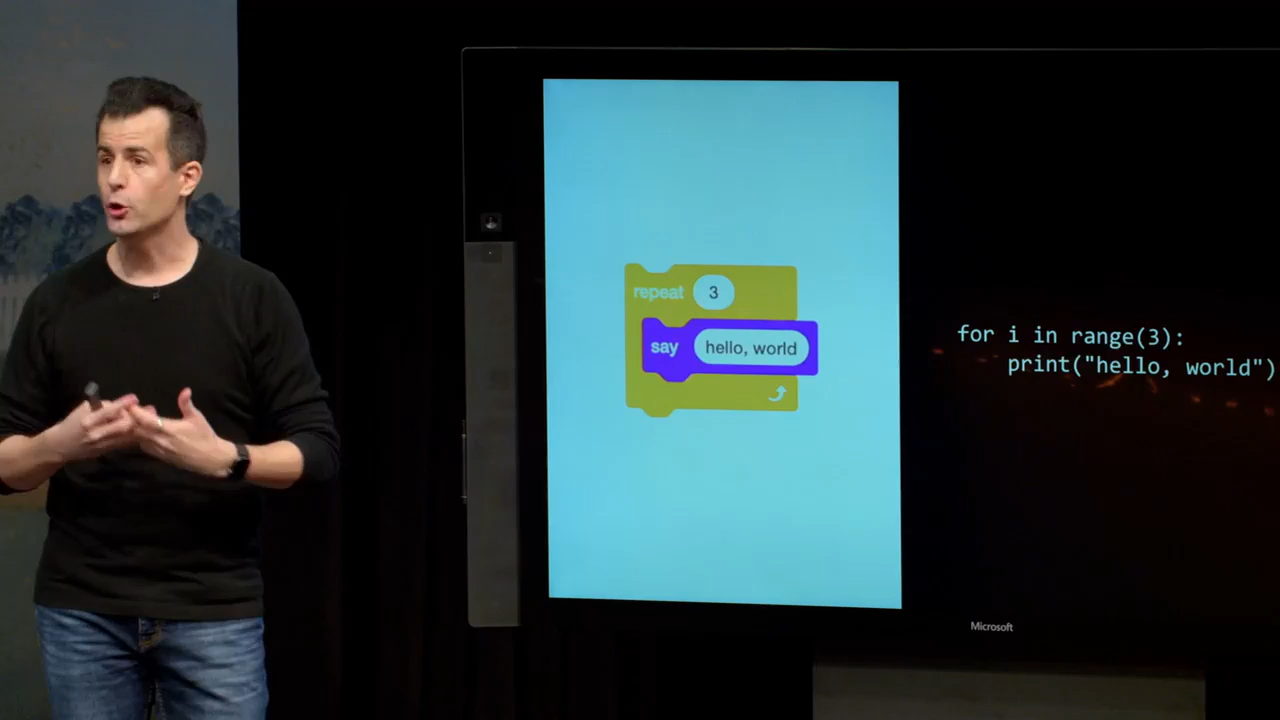 repeat 3
say hello, world
for i in range(3):
    print("hello, world")
Microsoft